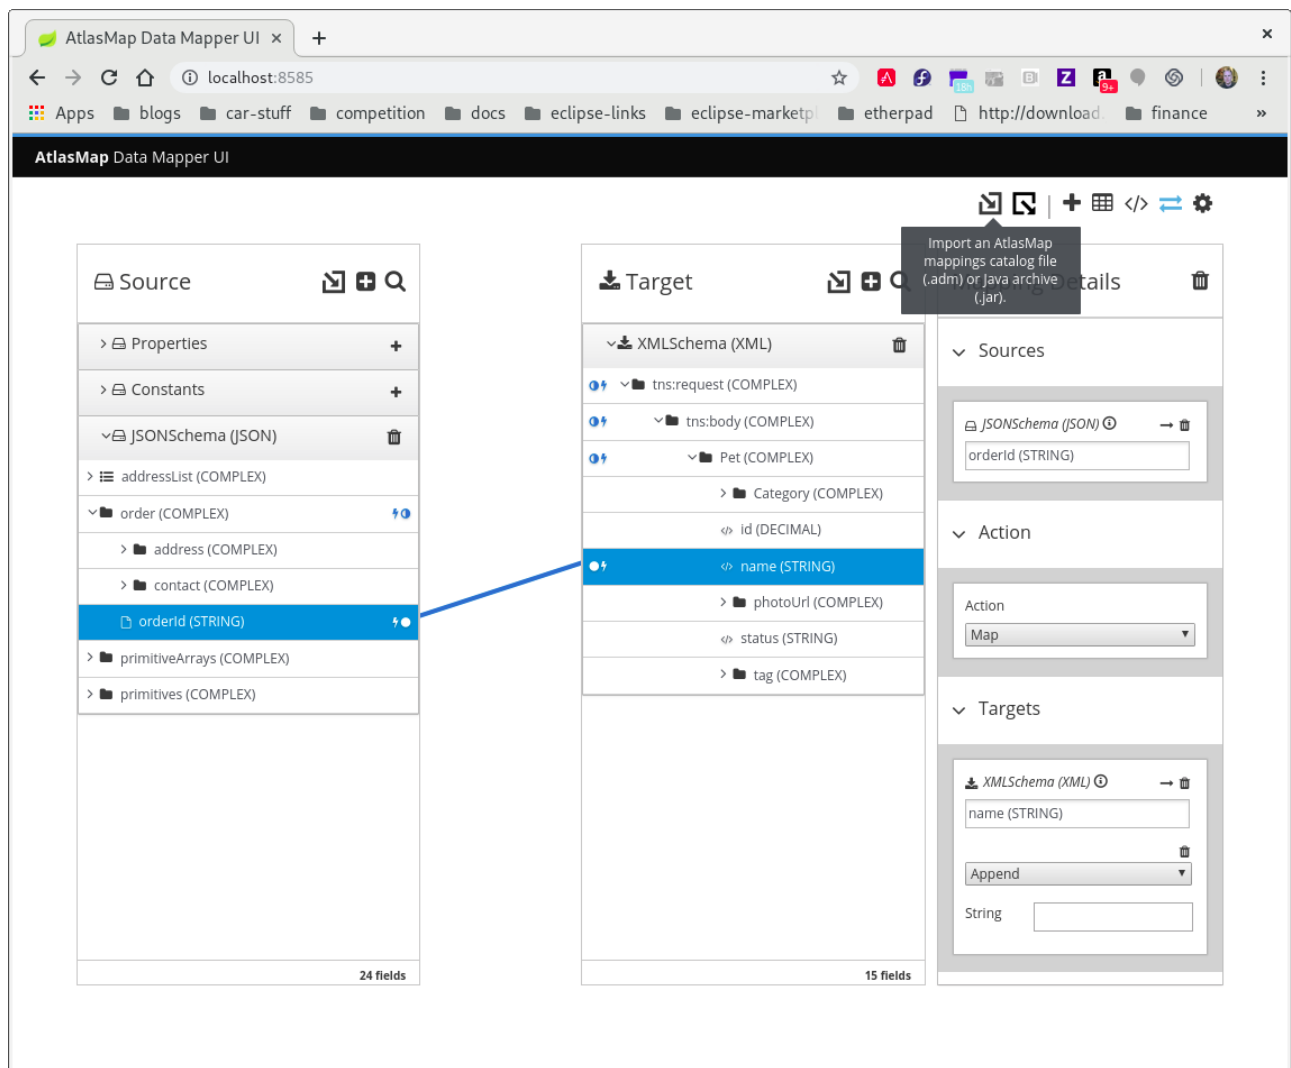 AtlasMap Data Mapper UI
localhost:8585
18h
9+
Apps blogs car-stuff competition docs eclipse-links eclipse-marketpl etherpad http://download. finance »
AtlasMap Data Mapper UI
Import an AtlasMap
mappings catalog file
(.adm) or Java archive
(.jar).
Source
Properties
Constants
JSONSchema (JSON)
addressList (COMPLEX)
order (COMPLEX)
address (COMPLEX)
contact (COMPLEX)
orderId (STRING)
primitiveArrays (COMPLEX)
primitives (COMPLEX)
24 fields
Target
XMLSchema (XML)
tns:request (COMPLEX)
tns:body (COMPLEX)
Pet (COMPLEX)
Category (COMPLEX)
id (DECIMAL)
name (STRING)
photoUrl (COMPLEX)
status (STRING)
tag (COMPLEX)
15 fields
Details
Sources
JSONSchema (JSON)
orderId (STRING)
Action
Action
Map
Targets
XMLSchema (XML)
name (STRING)
Append
String